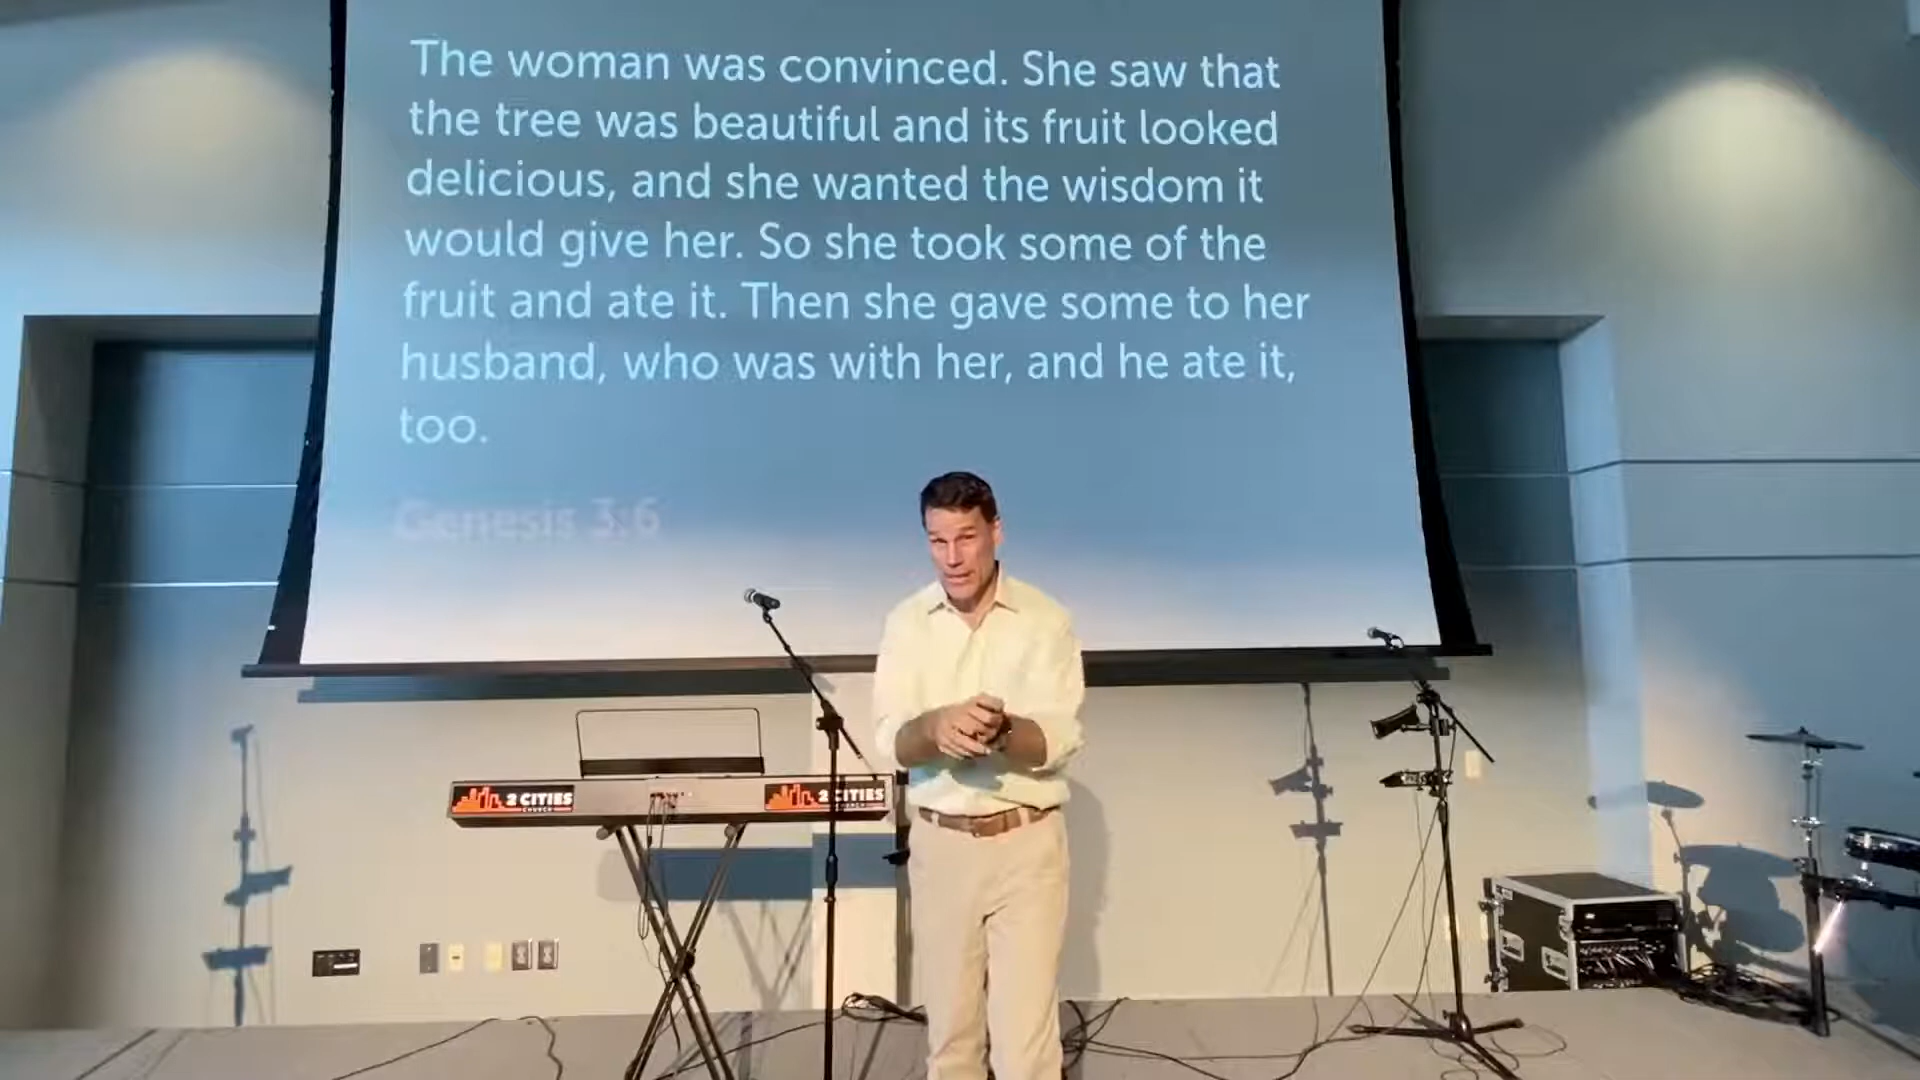 The woman was convinced. She saw that
the tree was beautiful and its fruit looked
delicious, and she wanted the wisdom it
would give her. So she took some of the
fruit and ate it. Then she gave some to her
husband, who was with her, and he ate it,
too.
Genesis 3:6
2 CITIES
CHURCH
2 CITIES
CHURCH